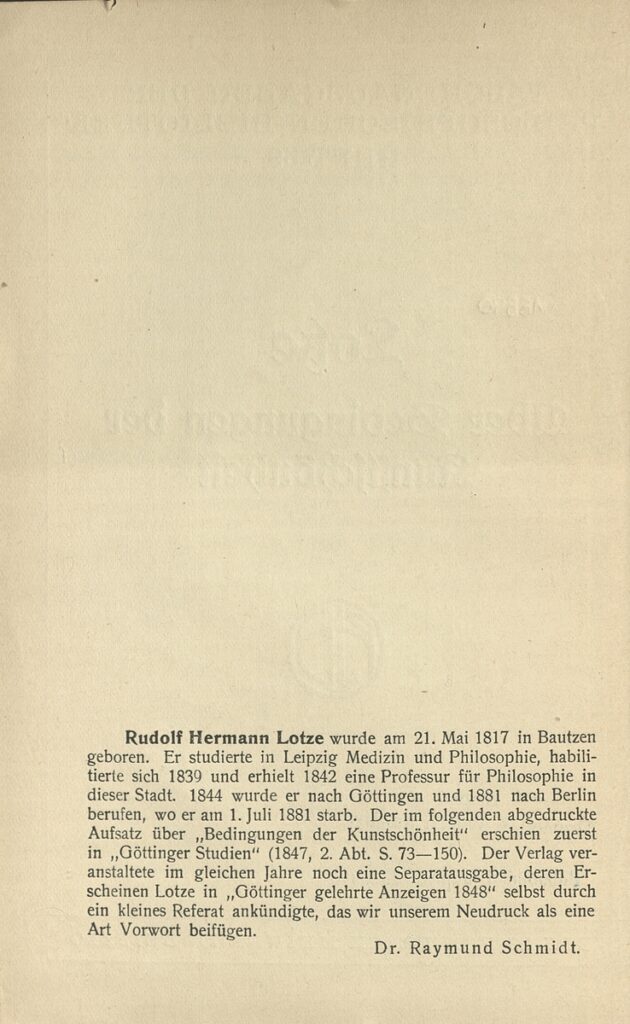 Rudolf Hermann Lotze wurde am 21. Mai 1817 in Bautzen
geboren. Er studierte in Leipzig Medizin und Philosophie, habili-
tierte sich 1839 und erhielt 1842 eine Professur für Philosophie in
dieser Stadt. 1844 wurde er nach Göttingen und 1881 nach Berlin
berufen, wo er am 1. Juli 1881 starb. Der im folgenden abgedruckte
Aufsatz über „Bedingungen der Kunstschönheit“ erschien zuerst
in „Göttinger Studien“ (1847, 2. Abt. S. 73—150). Der Verlag ver-
anstaltete im gleichen Jahre noch eine Separatausgabe, deren Er-
scheinen Lotze in „Göttinger gelehrte Anzeigen 1848“ selbst durch
ein kleines Referat ankündigte, das wir unserem Neudruck als eine
Art Vorwort beifügen.
Dr. Raymund Schmidt.